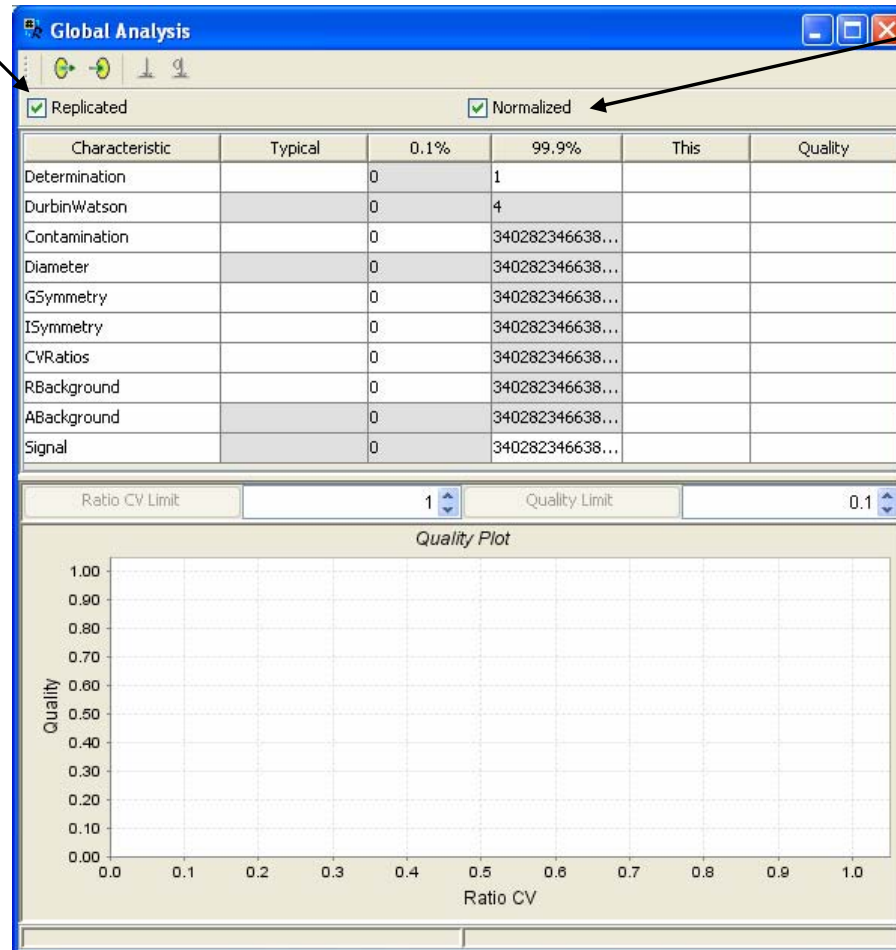 Global Analysis
Replicated Normalized
Characteristic Typical 0.1% 99.9% This Quality
Determination 0 1
DurbinWatson 0 4
Contamination 0 340282346638...
Diameter 0 340282346638...
GSymmetry 0 340282346638...
ISymmetry 0 340282346638...
CVRatios 0 340282346638...
RBackground 0 340282346638...
ABackground 0 340282346638...
Signal 0 340282346638...
Ratio CV Limit 1 Quality Limit 0.1
Quality Plot
1.00
0.90
0.80
0.70
0.60
0.50
0.40
0.30
0.20
0.10
0.00
Quality
0.0 0.1 0.2 0.3 0.4 0.5 0.6 0.7 0.8 0.9 1.0
Ratio CV